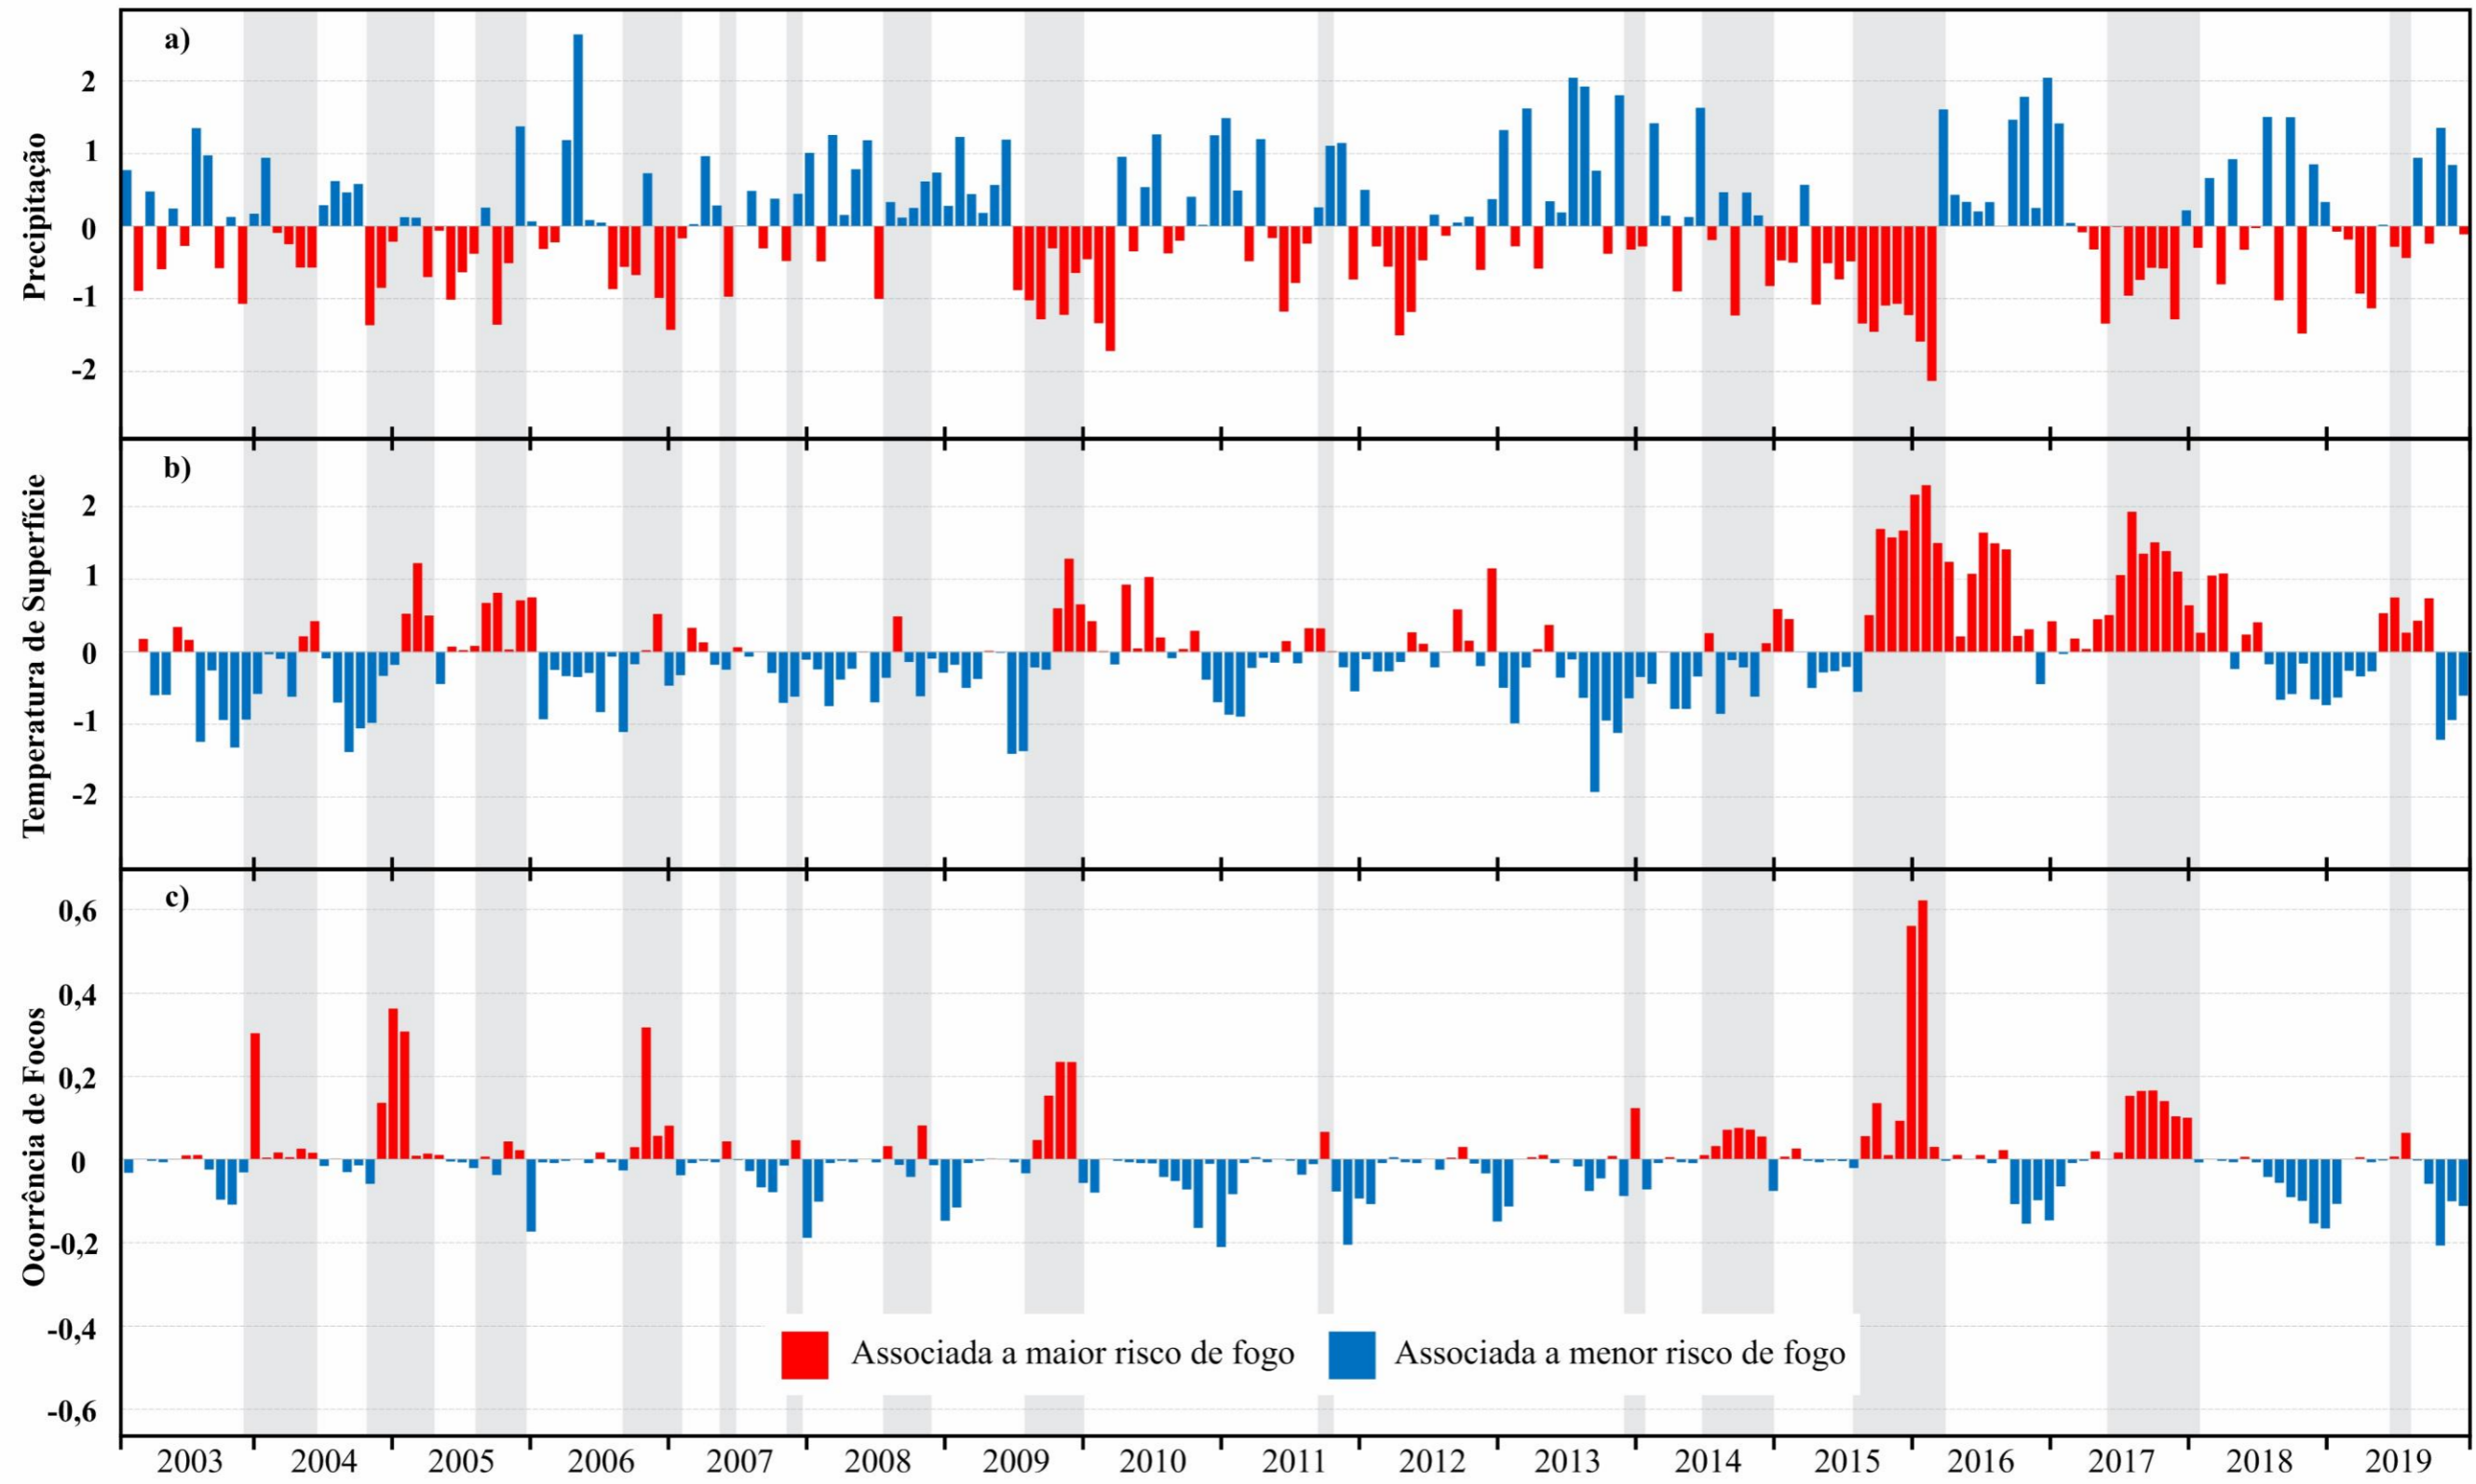 a)
Precipitação
2
1
0
-1
-2
b)
Temperatura de Superfície
2
1
0
-1
-2
c)
Ocorrência de Focos
0,6
0,4
0,2
0
-0,2
-0,4
-0,6
Associada a maior risco de fogo Associada a menor risco de fogo
2003 2004 2005 2006 2007 2008 2009 2010 2011 2012 2013 2014 2015 2016 2017 2018 2019